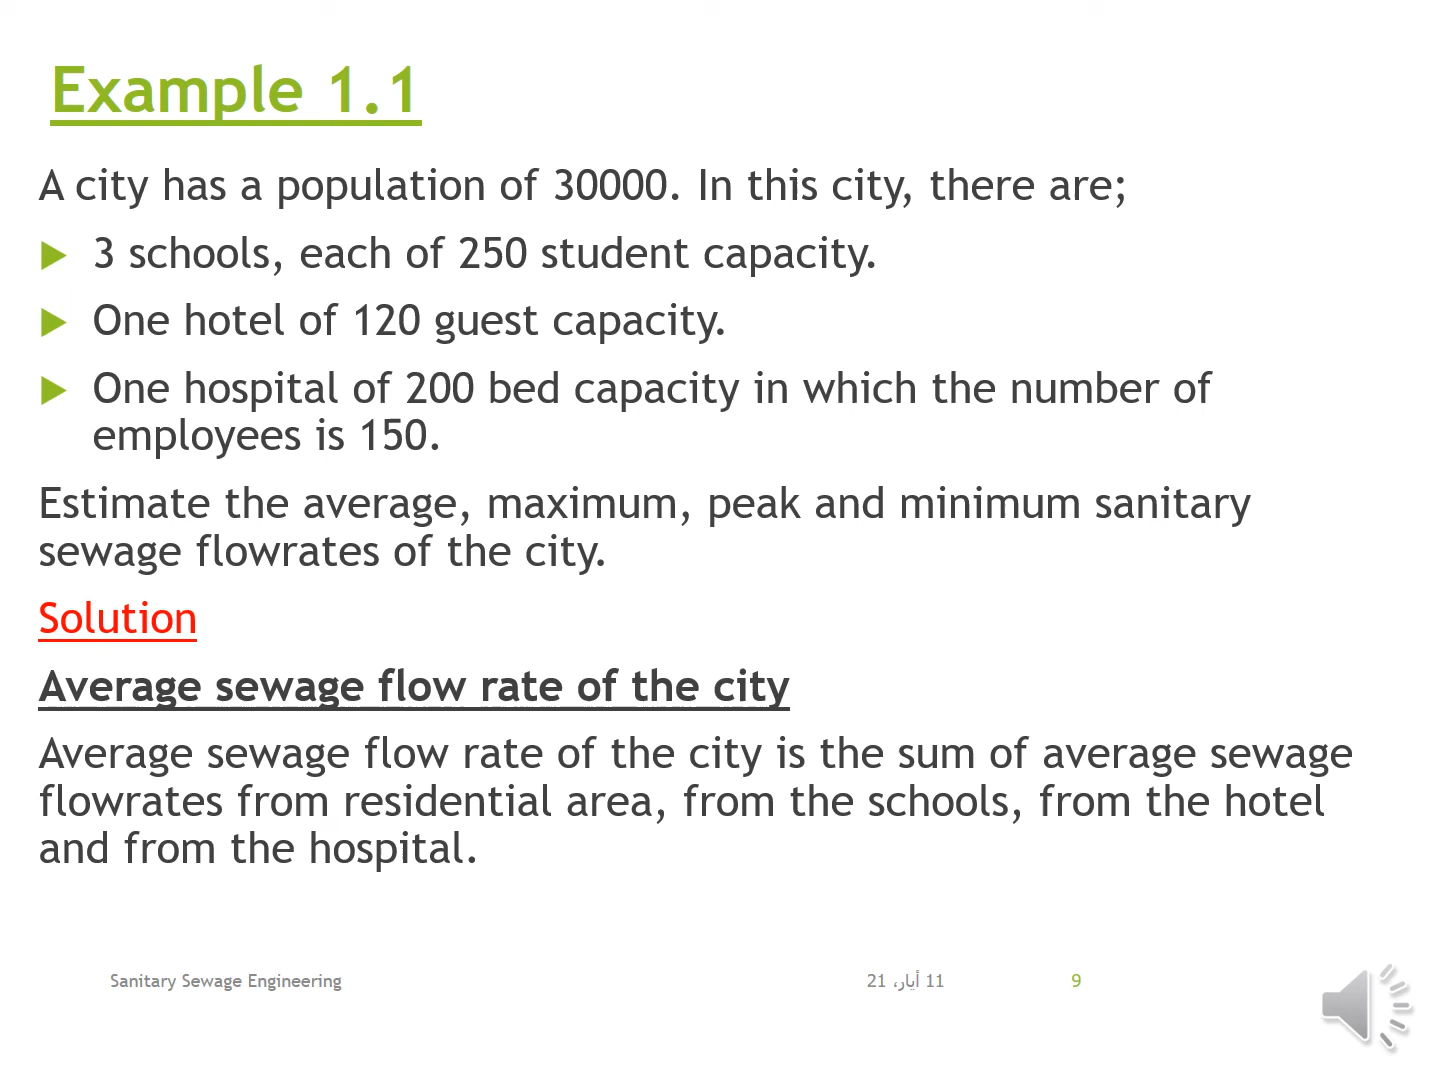 Example 1.1
A city has a population of 30000. In this city, there are;
3 schools, each of 250 student capacity.
One hotel of 120 guest capacity.
One hospital of 200 bed capacity in which the number of
employees is 150.
Estimate the average, maximum, peak and minimum sanitary
sewage flowrates of the city.
Solution
Average sewage flow rate of the city
Average sewage flow rate of the city is the sum of average sewage
flowrates from residential area, from the schools, from the hotel
and from the hospital.
Sanitary Sewage Engineering
11 أيار، 21
9